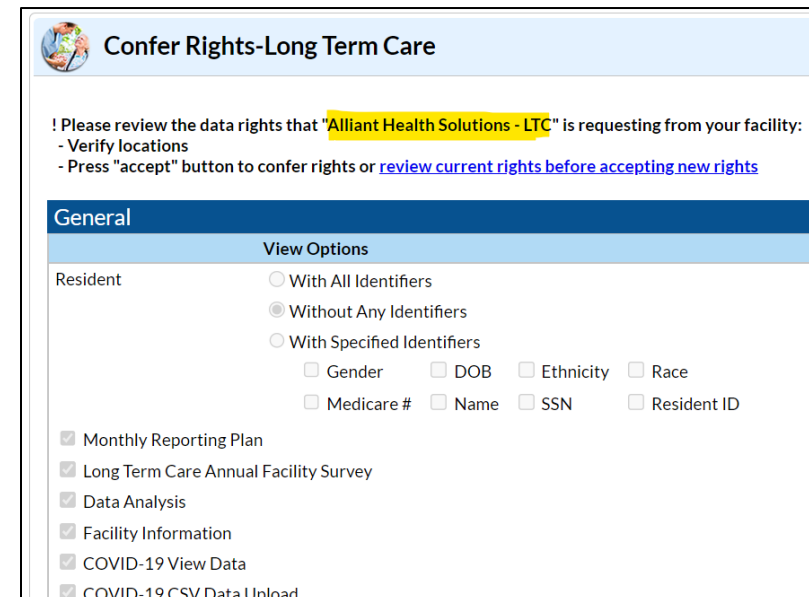 Confer Rights-Long Term Care
! Please review the data rights that "Alliant Health Solutions - LTC" is requesting from your facility:
- Verify locations
- Press "accept" button to confer rights or review current rights before accepting new rights
General
View Options
Resident With All Identifiers
Without Any Identifiers
With Specified Identifiers
Gender DOB Ethnicity Race
Medicare # Name SSN Resident ID
Monthly Reporting Plan
Long Term Care Annual Facility Survey
Data Analysis
Facility Information
COVID-19 View Data
COVID-19 CSV Data Upload